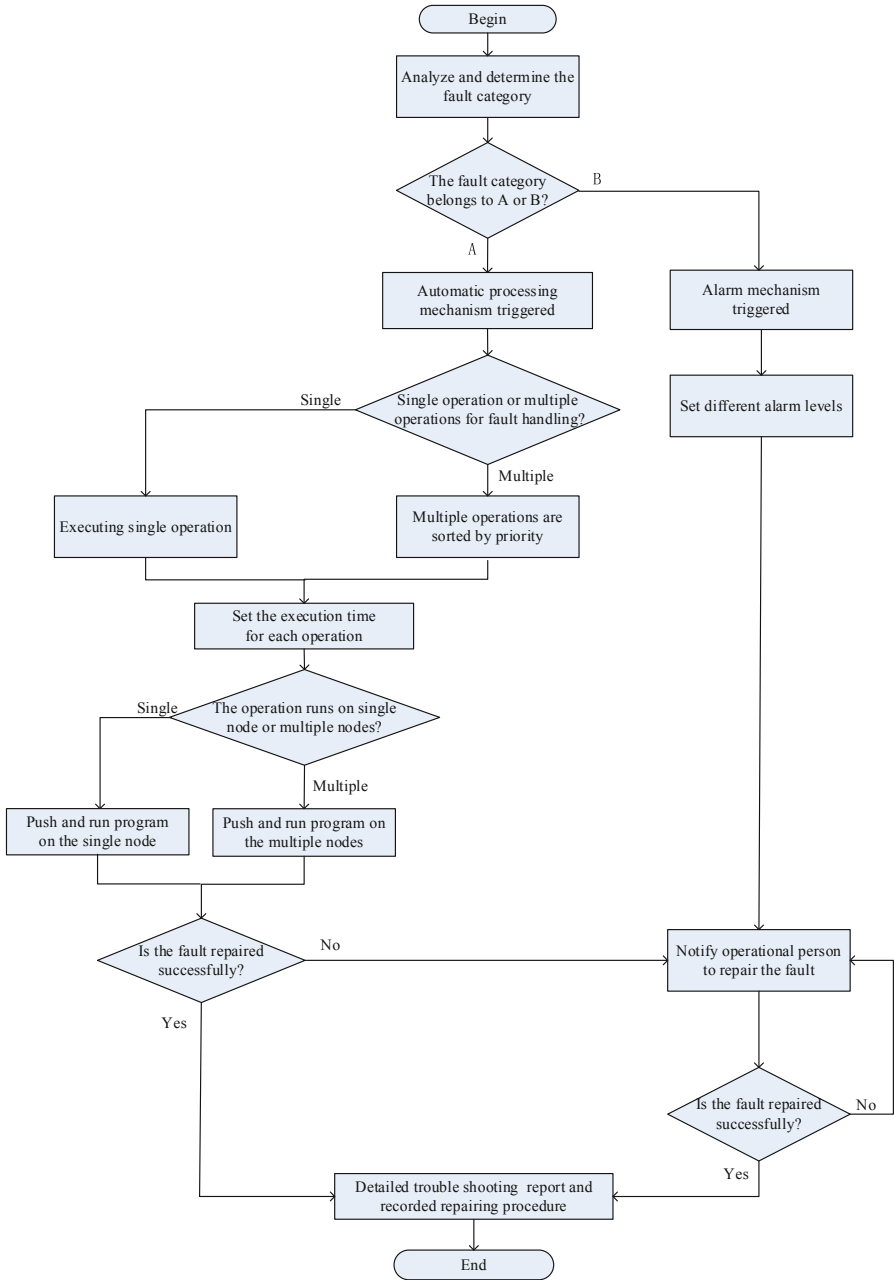 Begin
Analyze and determine the
fault category
The fault category
belongs to A or B?
B
A
Automatic processing
mechanism triggered
Alarm mechanism
triggered
Single operation or multiple
operations for fault handling?
Single
Set different alarm levels
Multiple
Executing single operation
Multiple operations are
sorted by priority
Set the execution time
for each operation
The operation runs on single
node or multiple nodes?
Single
Multiple
Push and run program
on the single node
Push and run program on
the multiple nodes
Is the fault repaired
successfully?
No
Notify operational person
to repair the fault
Yes
Is the fault repaired
successfully?
No
Yes
Detailed trouble shooting report and
recorded repairing procedure
End